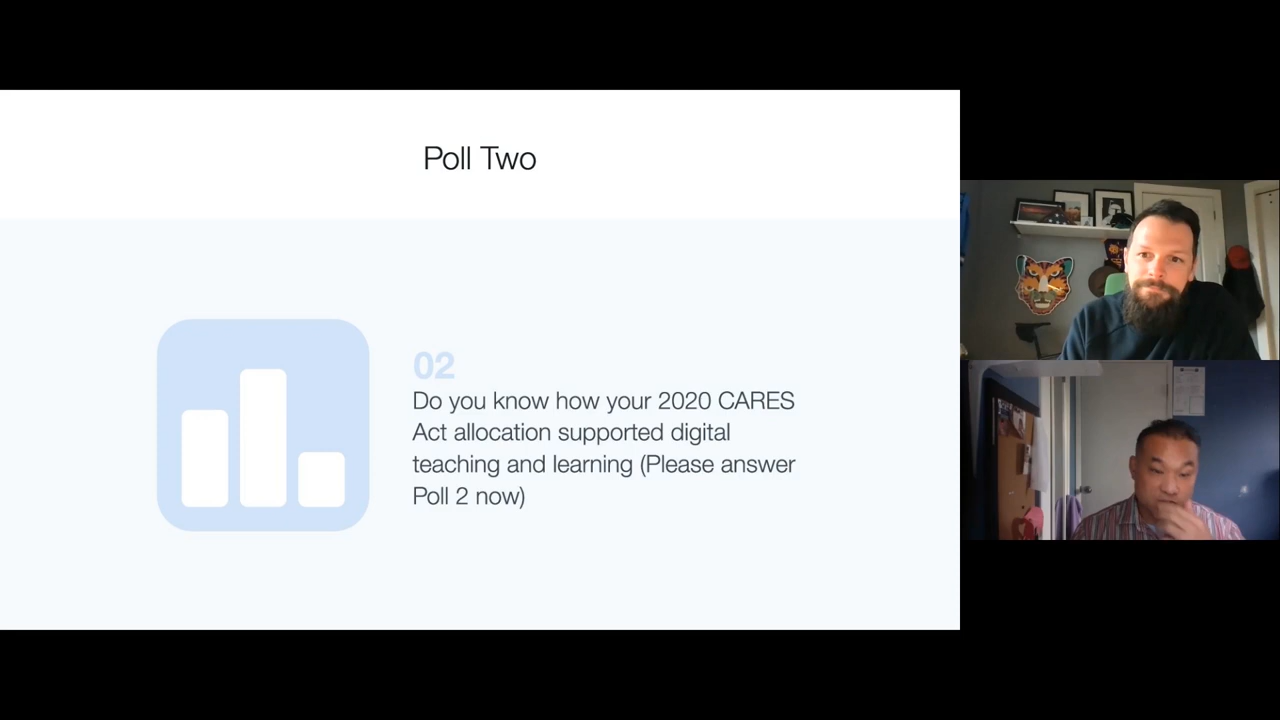 Poll Two
02
Do you know how your 2020 CARES
Act allocation supported digital
teaching and learning (Please answer
Poll 2 now)